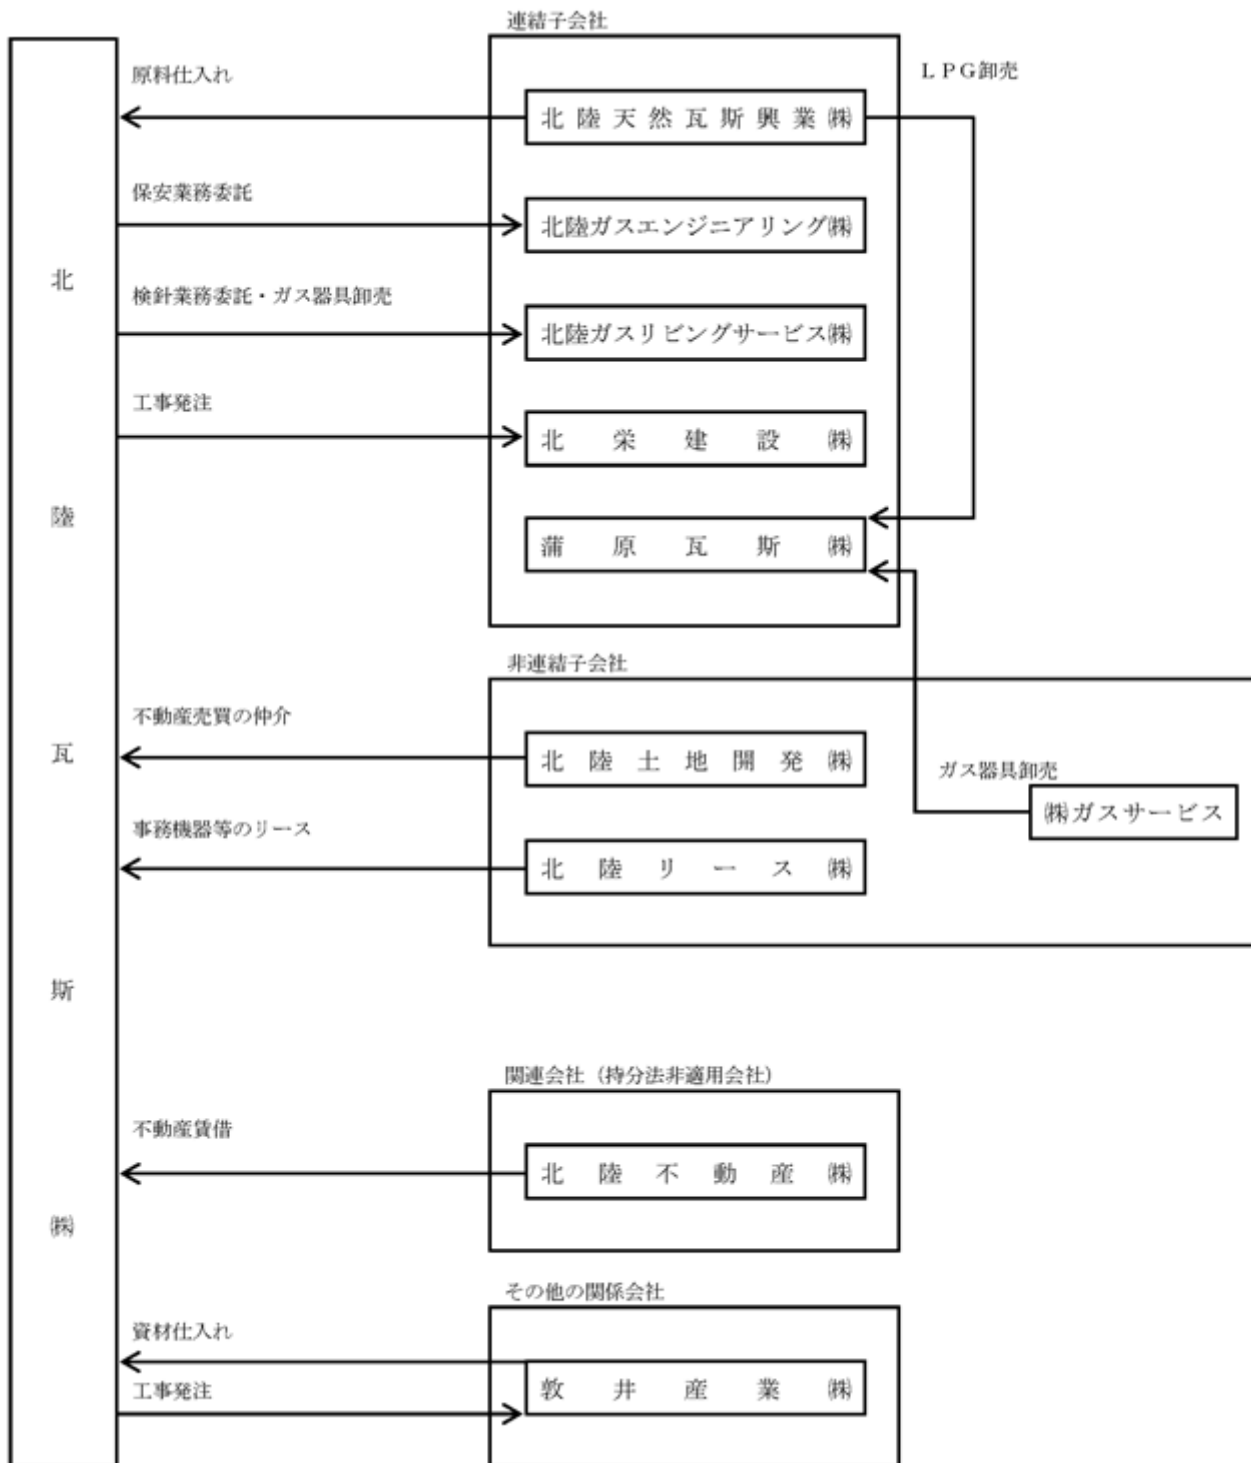 連結子会社
原料仕入れ
LPG卸売
北陸天然瓦斯興業㈱
保安業務委託
北陸ガスエンジニアリング㈱
検針業務委託・ガス器具卸売
北陸ガスリビングサービス㈱
工事発注
北栄建設㈱
蒲原瓦斯㈱
北陸瓦斯㈱
非連結子会社
不動産売買の仲介
北陸土地開発㈱
ガス器具卸売
㈱ガスサービス
事務機器等のリース
北陸リース㈱
関連会社(持分法非適用会社)
不動産賃借
北陸不動産㈱
その他の関係会社
資材仕入れ
工事発注
敦井産業㈱